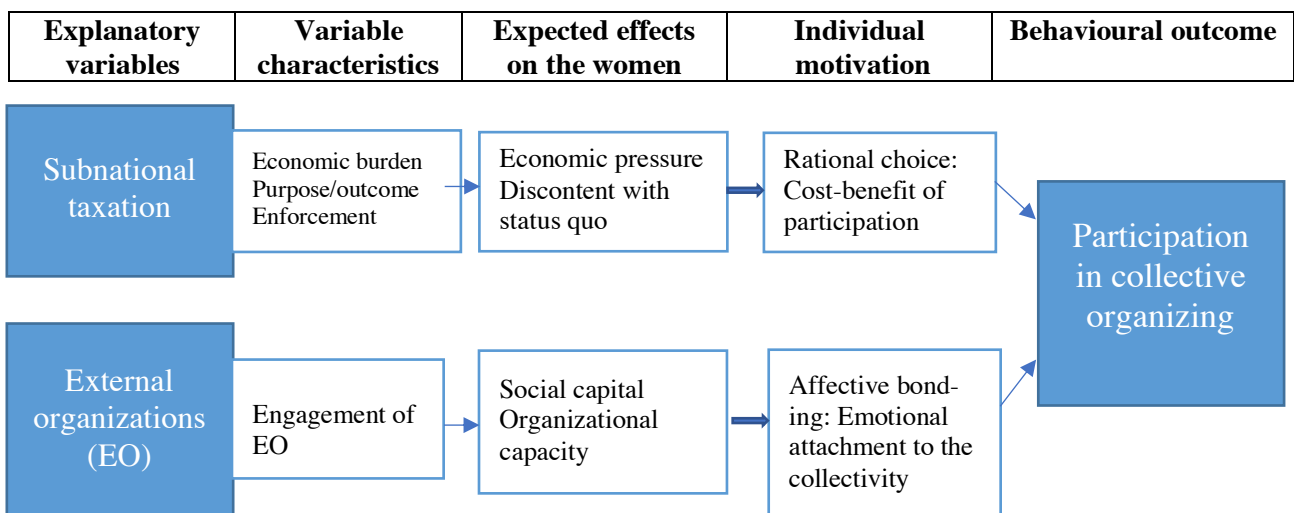 Explanatory
variables
Variable
characteristics
Expected effects
on the women
Individual
motivation
Behavioural outcome
Subnational
taxation
Economic burden
Purpose/outcome
Enforcement
Economic pressure
Discontent with
status quo
Rational choice:
Cost-benefit of
participation
Participation
in collective
organizing
External
organizations
(EO)
Engagement of
EO
Social capital
Organizational
capacity
Affective bond-
ing: Emotional
attachment to the
collectivity